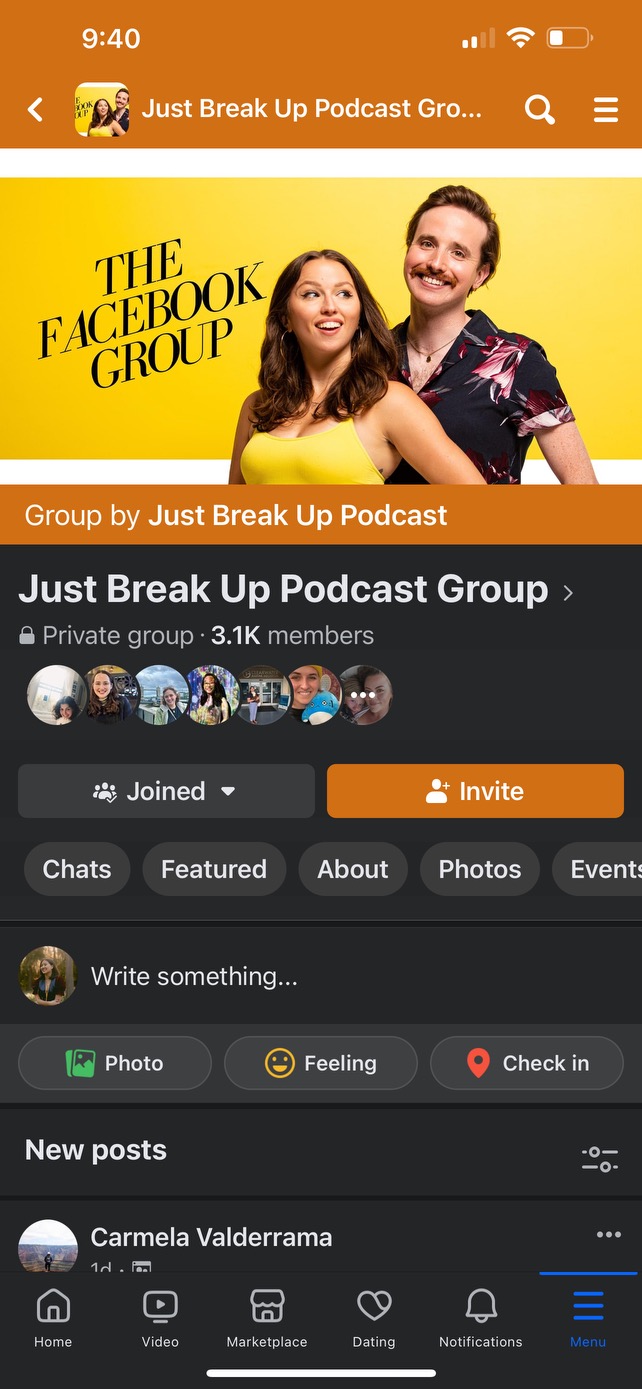 9:40
Just Break Up Podcast Gro...
THE
FACEBOOK
GROUP
Group by Just Break Up Podcast
Just Break Up Podcast Group
Private group · 3.1K members
Joined
Invite
Chats
Featured
About
Photos
Events
Write something...
Photo
Feeling
Check in
New posts
Carmela Valderrama
1d ·
Home
Video
Marketplace
Dating
Notifications
Menu